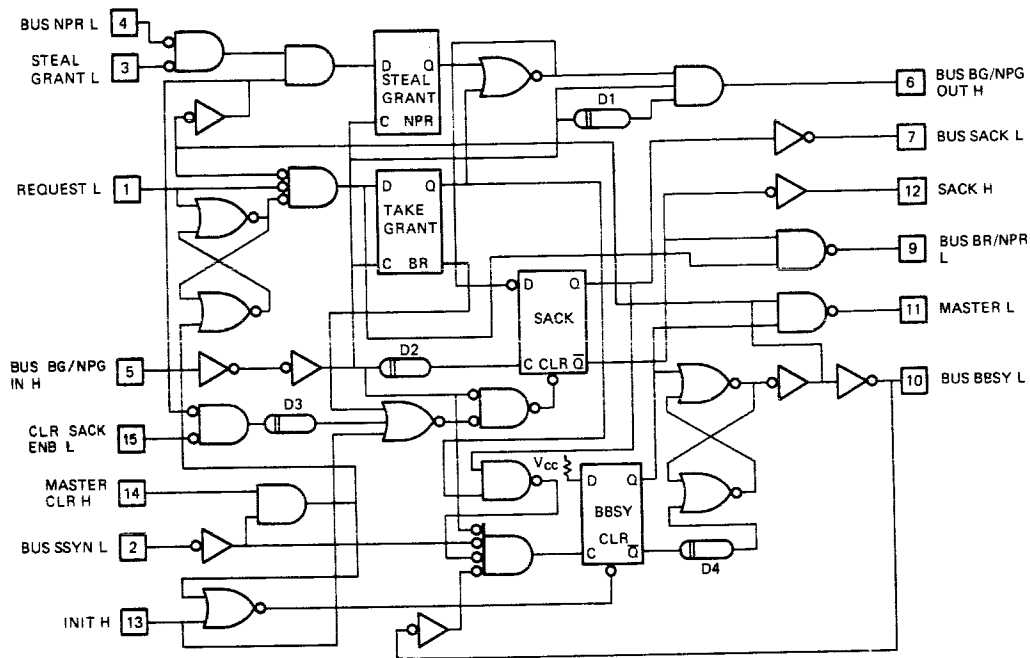 BUS NPR L 4
STEAL
GRANT L 3
D Q
STEAL
GRANT
C NPR
D1
6 BUS BG/NPG
OUT H
7 BUS SACK L
REQUEST L 1
D Q
TAKE
GRANT
C BR
12 SACK H
9 BUS BR/NPR
L
D Q
SACK
C CLR Q
11 MASTER L
BUS BG/NPG
IN H 5
D2
10 BUS BBSY L
D3
CLR SACK
ENB L 15
MASTER
CLR H 14
Vcc
D Q
BBSY
CLR
C Q
D4
BUS SSYN L 2
INIT H 13